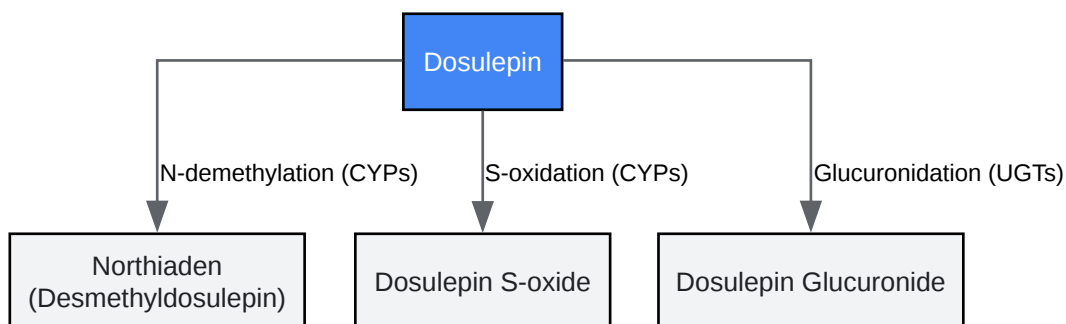 Dosulepin
N-demethylation (CYPs)
S-oxidation (CYPs)
Glucuronidation (UGTs)
Northiaden
(Desmethyldosulepin)
Dosulepin S-oxide
Dosulepin Glucuronide